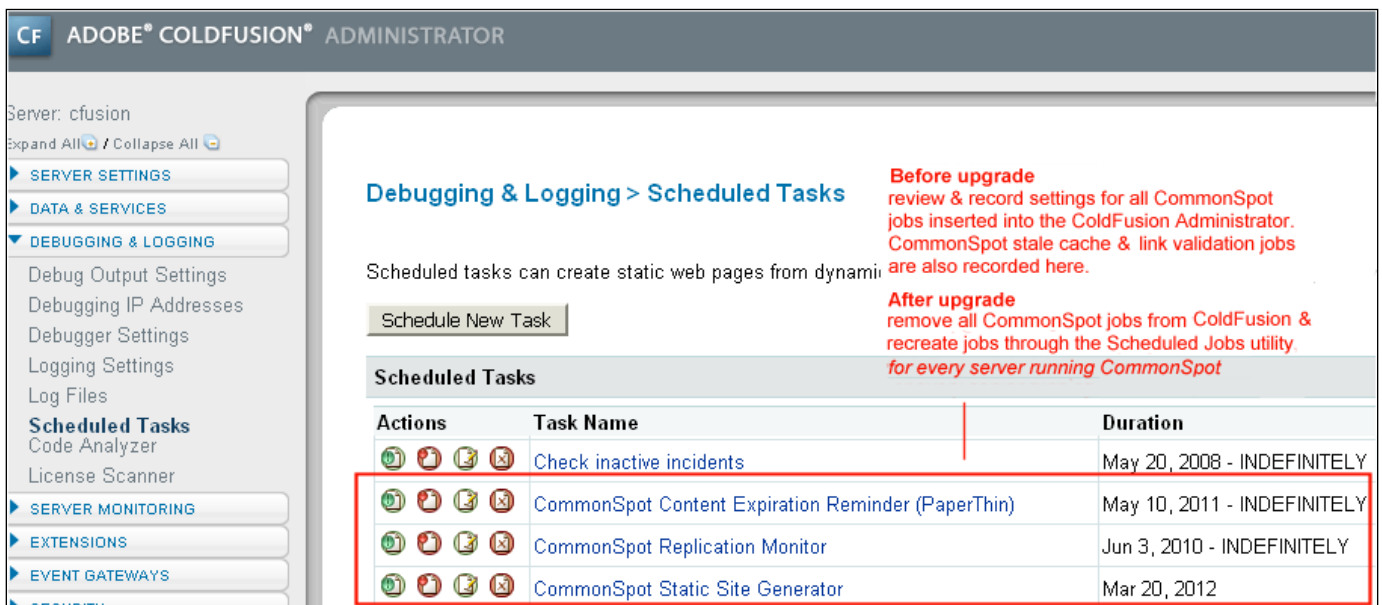 CF ADOBE® COLDFUSION® ADMINISTRATOR
Server: cfusion
Expand All / Collapse All
SERVER SETTINGS
DATA & SERVICES
DEBUGGING & LOGGING
Debug Output Settings
Debugging IP Addresses
Debugger Settings
Logging Settings
Log Files
Scheduled Tasks
Code Analyzer
License Scanner
SERVER MONITORING
EXTENSIONS
EVENT GATEWAYS
Debugging & Logging > Scheduled Tasks
Scheduled tasks can create static web pages from dynami
Before upgrade
review & record settings for all CommonSpot
jobs inserted into the ColdFusion Administrator.
CommonSpot stale cache & link validation jobs
are also recorded here.
After upgrade
remove all CommonSpot jobs from ColdFusion &
recreate jobs through the Scheduled Jobs utility.
for every server running CommonSpot
Schedule New Task
Scheduled Tasks
Actions Task Name Duration
Check inactive incidents May 20, 2008 - INDEFINITELY
CommonSpot Content Expiration Reminder (PaperThin) May 10, 2011 - INDEFINITELY
CommonSpot Replication Monitor Jun 3, 2010 - INDEFINITELY
CommonSpot Static Site Generator Mar 20, 2012